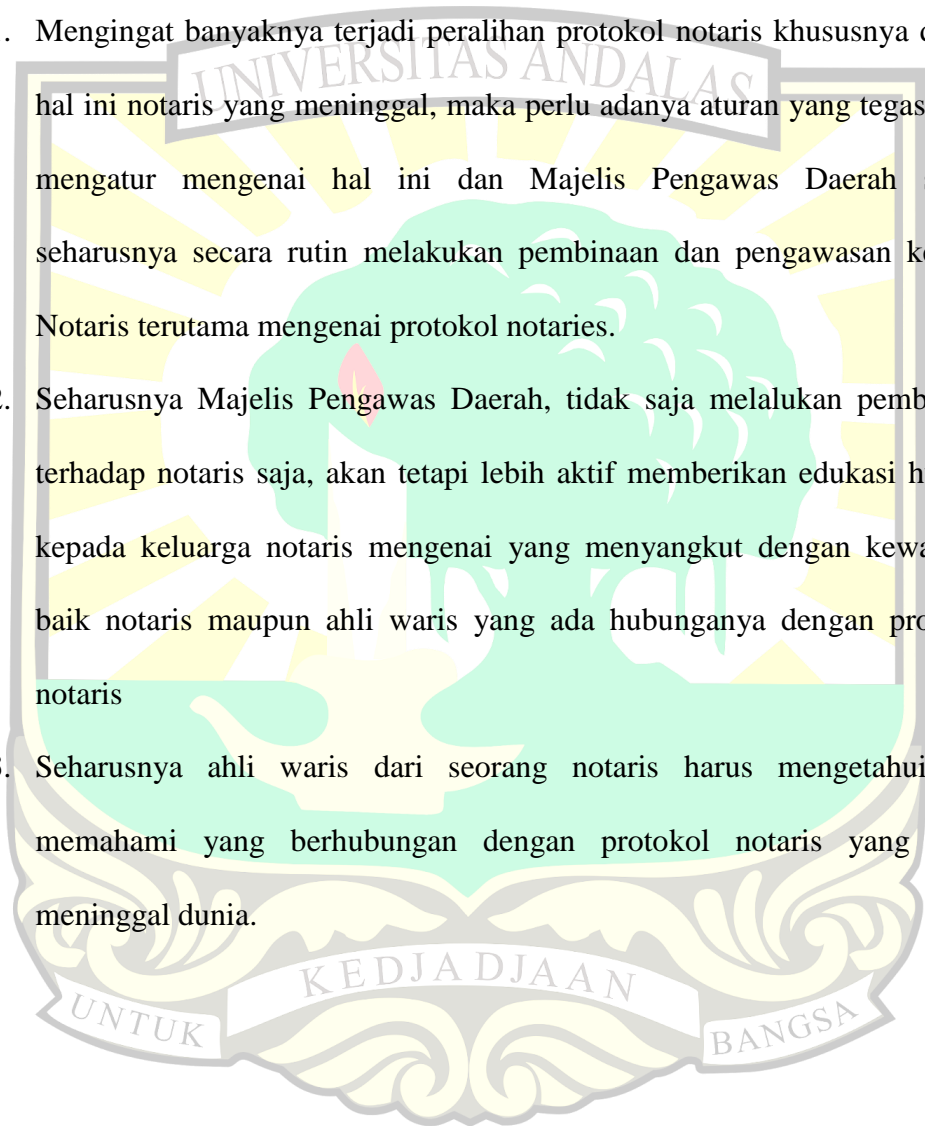 1. Mengingat banyaknya terjadi peralihan protokol notaris khususnya
hal ini notaris yang meninggal, maka perlu adanya aturan yang tegas
mengatur mengenai hal ini dan Majelis Pengawas Daerah
seharusnya secara rutin melakukan pembinaan dan pengawasan
Notaris terutama mengenai protokol notaries.
2. Seharusnya Majelis Pengawas Daerah, tidak saja melalukan
terhadap notaris saja, akan tetapi lebih aktif memberikan edukasi
kepada keluarga notaris mengenai yang menyangkut dengan
baik notaris maupun ahli waris yang ada hubunganya dengan
notaris
3. Seharusnya ahli waris dari seorang notaris harus mengetahui
memahami yang berhubungan dengan protokol notaris yang
meninggal dunia.
UNIVERSITAS ANDALAS
UNTUK KEDJADJAAN BANGSA